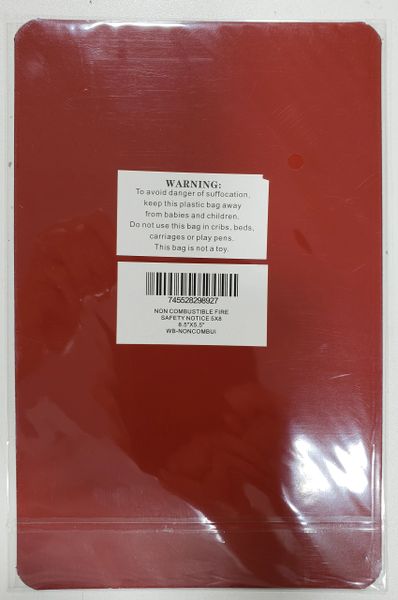 WARNING:
To avoid danger of suffocation,
keep this plastic bag away
from babies and children.
Do not use this bag in cribs, beds,
carriages or play pens.
This bag is not a toy.
745528298927
NON COMBUSTIBLE FIRE
SAFETY NOTICE 5X8
8.5"X5.5"
WB-NONCOMBUI